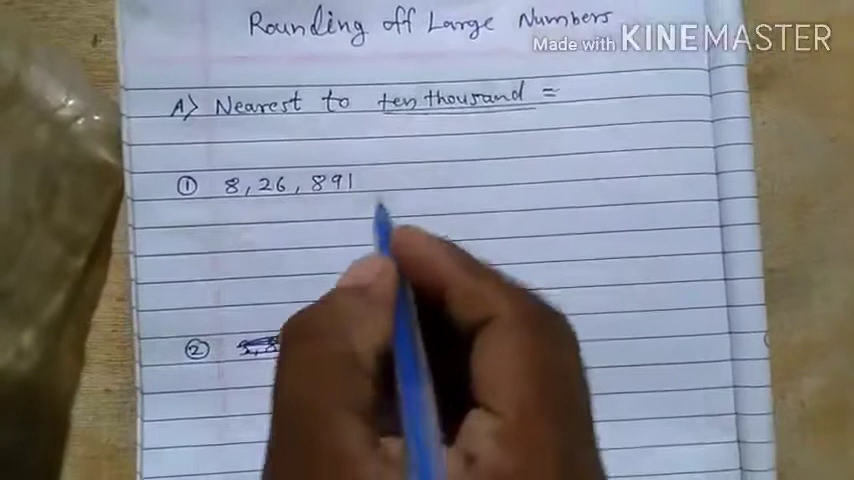 Rounding off Large Numbers
Made with KINEMASTER
A> Nearest to ten thousand =
① 8,26,891
②